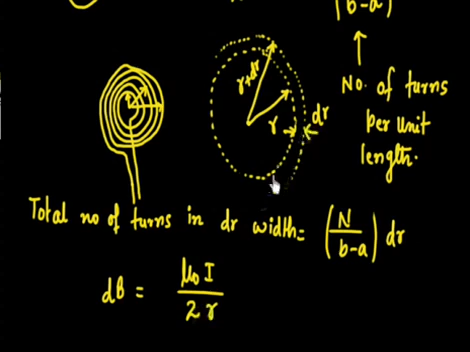 (b-a)
r+dr
r
dr
No. of turns
per unit
length.
Total no of turns in dr width = (N/b-a) dr
dB = μ₀I/2r